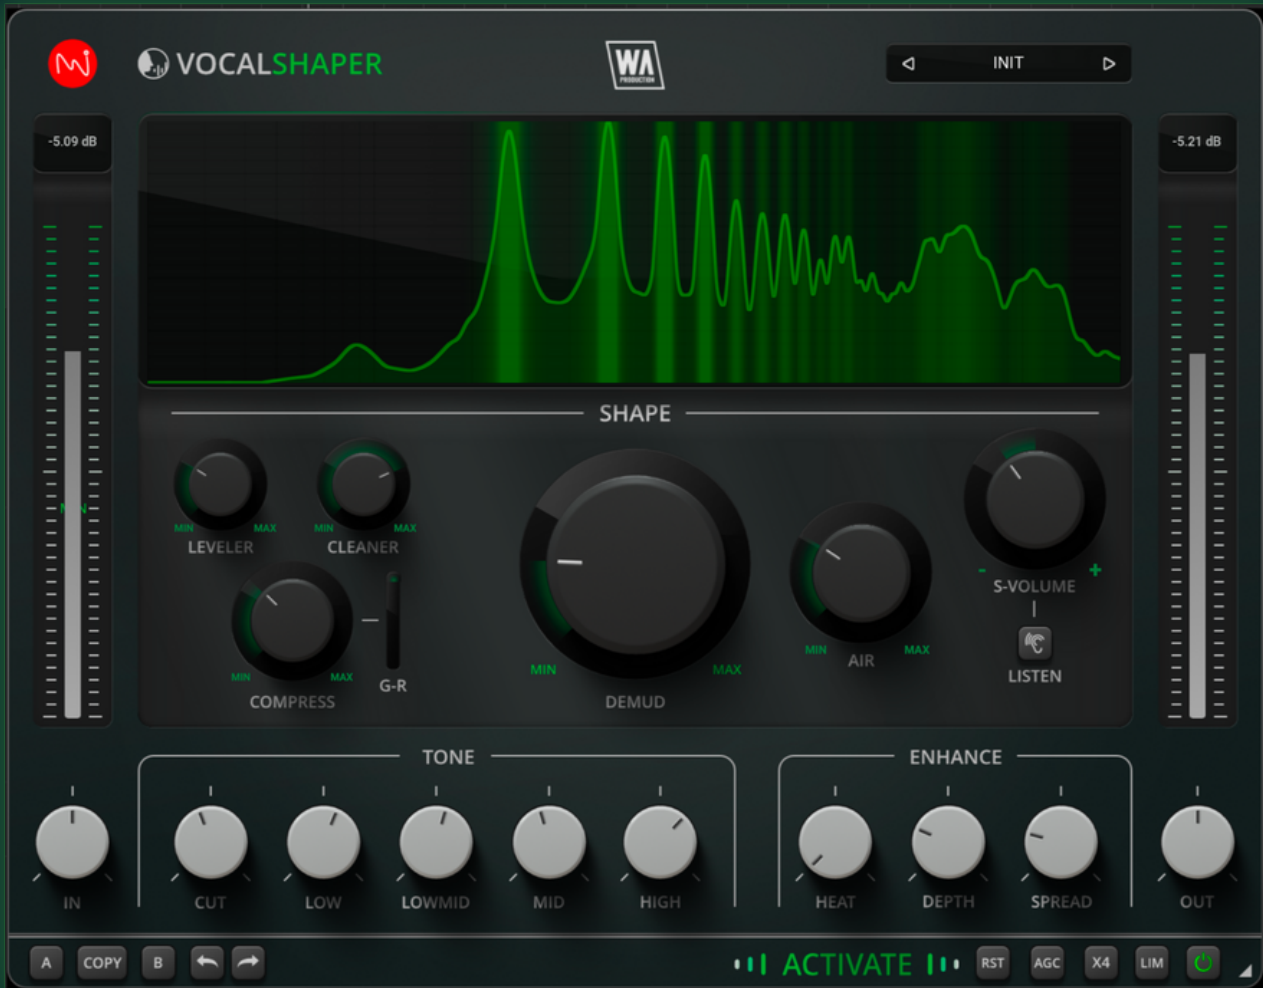 VOCALSHAPER
WA
PRODUCTION
INIT
-5.09 dB
-5.21 dB
SHAPE
MIN MAX
LEVELER
MIN MAX
CLEANER
MIN MAX
COMPRESS
G-R
MIN MAX
DEMUD
MIN MAX
AIR
- +
S-VOLUME
LISTEN
TONE
ENHANCE
IN
CUT
LOW
LOWMID
MID
HIGH
HEAT
DEPTH
SPREAD
OUT
A
COPY
B
ACTIVATE
RST
AGC
X4
LIM